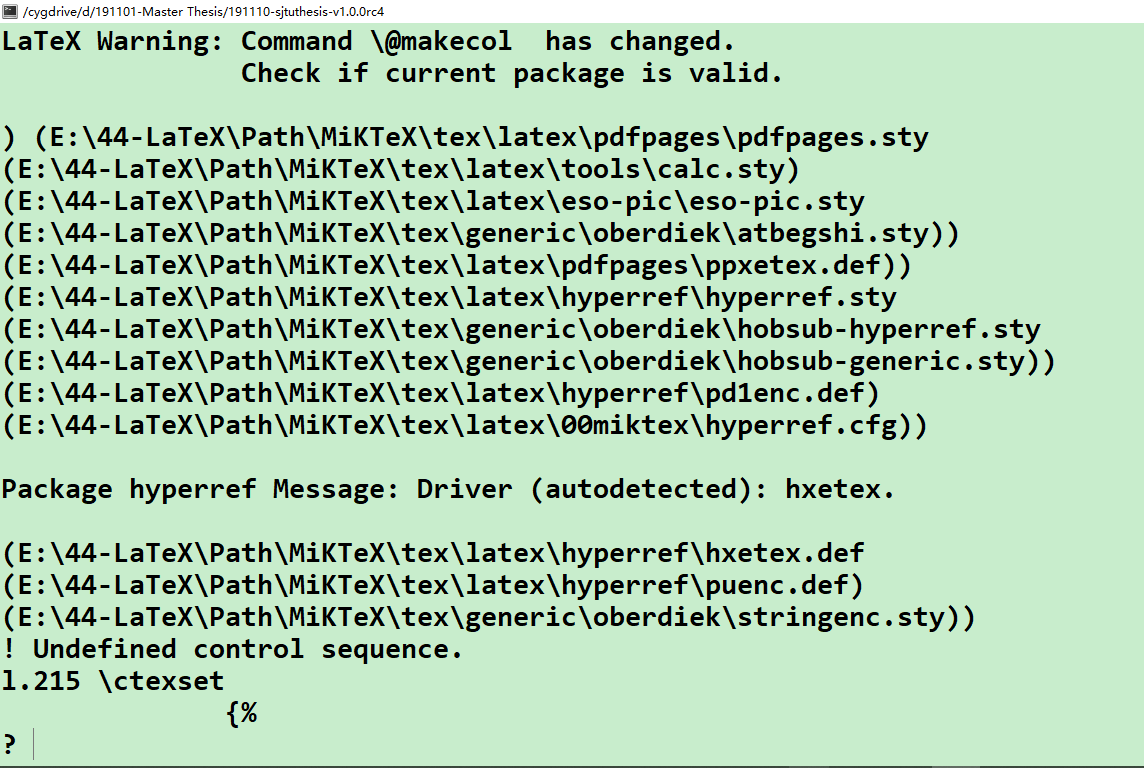 /cygdrive/d/191101-Master Thesis/191110-sjtuthesis-v1.0.0rc4
LaTeX Warning: Command \@makecol  has changed.
               Check if current package is valid.
) (E:\44-LaTeX\Path\MiKTeX\tex\latex\pdfpages\pdfpages.sty
(E:\44-LaTeX\Path\MiKTeX\tex\latex\tools\calc.sty)
(E:\44-LaTeX\Path\MiKTeX\tex\latex\eso-pic\eso-pic.sty
(E:\44-LaTeX\Path\MiKTeX\tex\generic\oberdiek\atbegshi.sty))
(E:\44-LaTeX\Path\MiKTeX\tex\latex\pdfpages\ppxetex.def))
(E:\44-LaTeX\Path\MiKTeX\tex\latex\hyperref\hyperref.sty
(E:\44-LaTeX\Path\MiKTeX\tex\generic\oberdiek\hobsub-hyperref.sty
(E:\44-LaTeX\Path\MiKTeX\tex\generic\oberdiek\hobsub-generic.sty))
(E:\44-LaTeX\Path\MiKTeX\tex\latex\hyperref\pd1enc.def)
(E:\44-LaTeX\Path\MiKTeX\tex\latex\00miktex\hyperref.cfg))
Package hyperref Message: Driver (autodetected): hxetex.
(E:\44-LaTeX\Path\MiKTeX\tex\latex\hyperref\hxetex.def
(E:\44-LaTeX\Path\MiKTeX\tex\latex\hyperref\puenc.def)
(E:\44-LaTeX\Path\MiKTeX\tex\generic\oberdiek\stringenc.sty))
! Undefined control sequence.
l.215 \ctexset
              {%
?